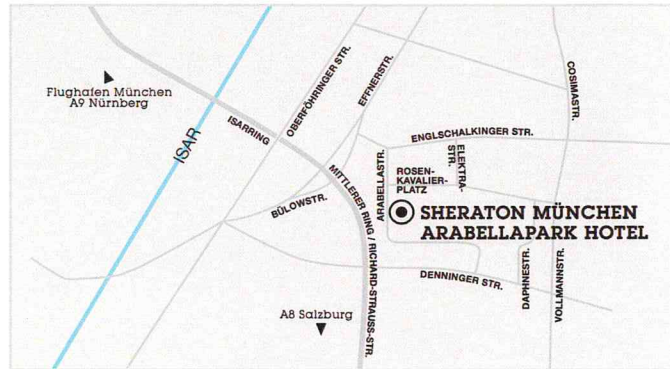 Flughafen München
A9 Nürnberg
ISAR
ISARRING
OBERFÖHRINGER STR.
EFFNERSTR.
COSIMASTR.
ENGLSCHALKINGER STR.
ELEKTRA-
STR.
ARABELLASTR.
ROSEN-
KAVALIER-
PLATZ
BÜLOWSTR.
MITTLERER RING / RICHARD-STRAUSS-STR.
SHERATON MÜNCHEN
ARABELLAPARK HOTEL
DENNINGER STR.
DAPHNESTR.
VOLLMANNSTR.
A8 Salzburg